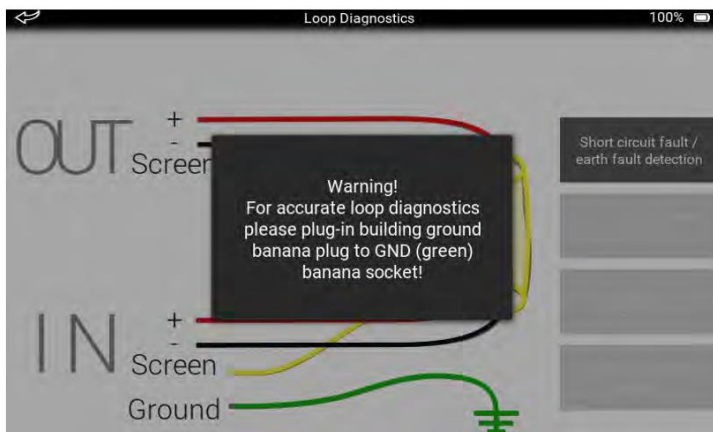 Loop Diagnostics
100%
OUT
+
-
Screen
Short circuit fault /
earth fault detection
Warning!
For accurate loop diagnostics
please plug-in building ground
banana plug to GND (green)
banana socket!
IN
+
-
Screen
Ground